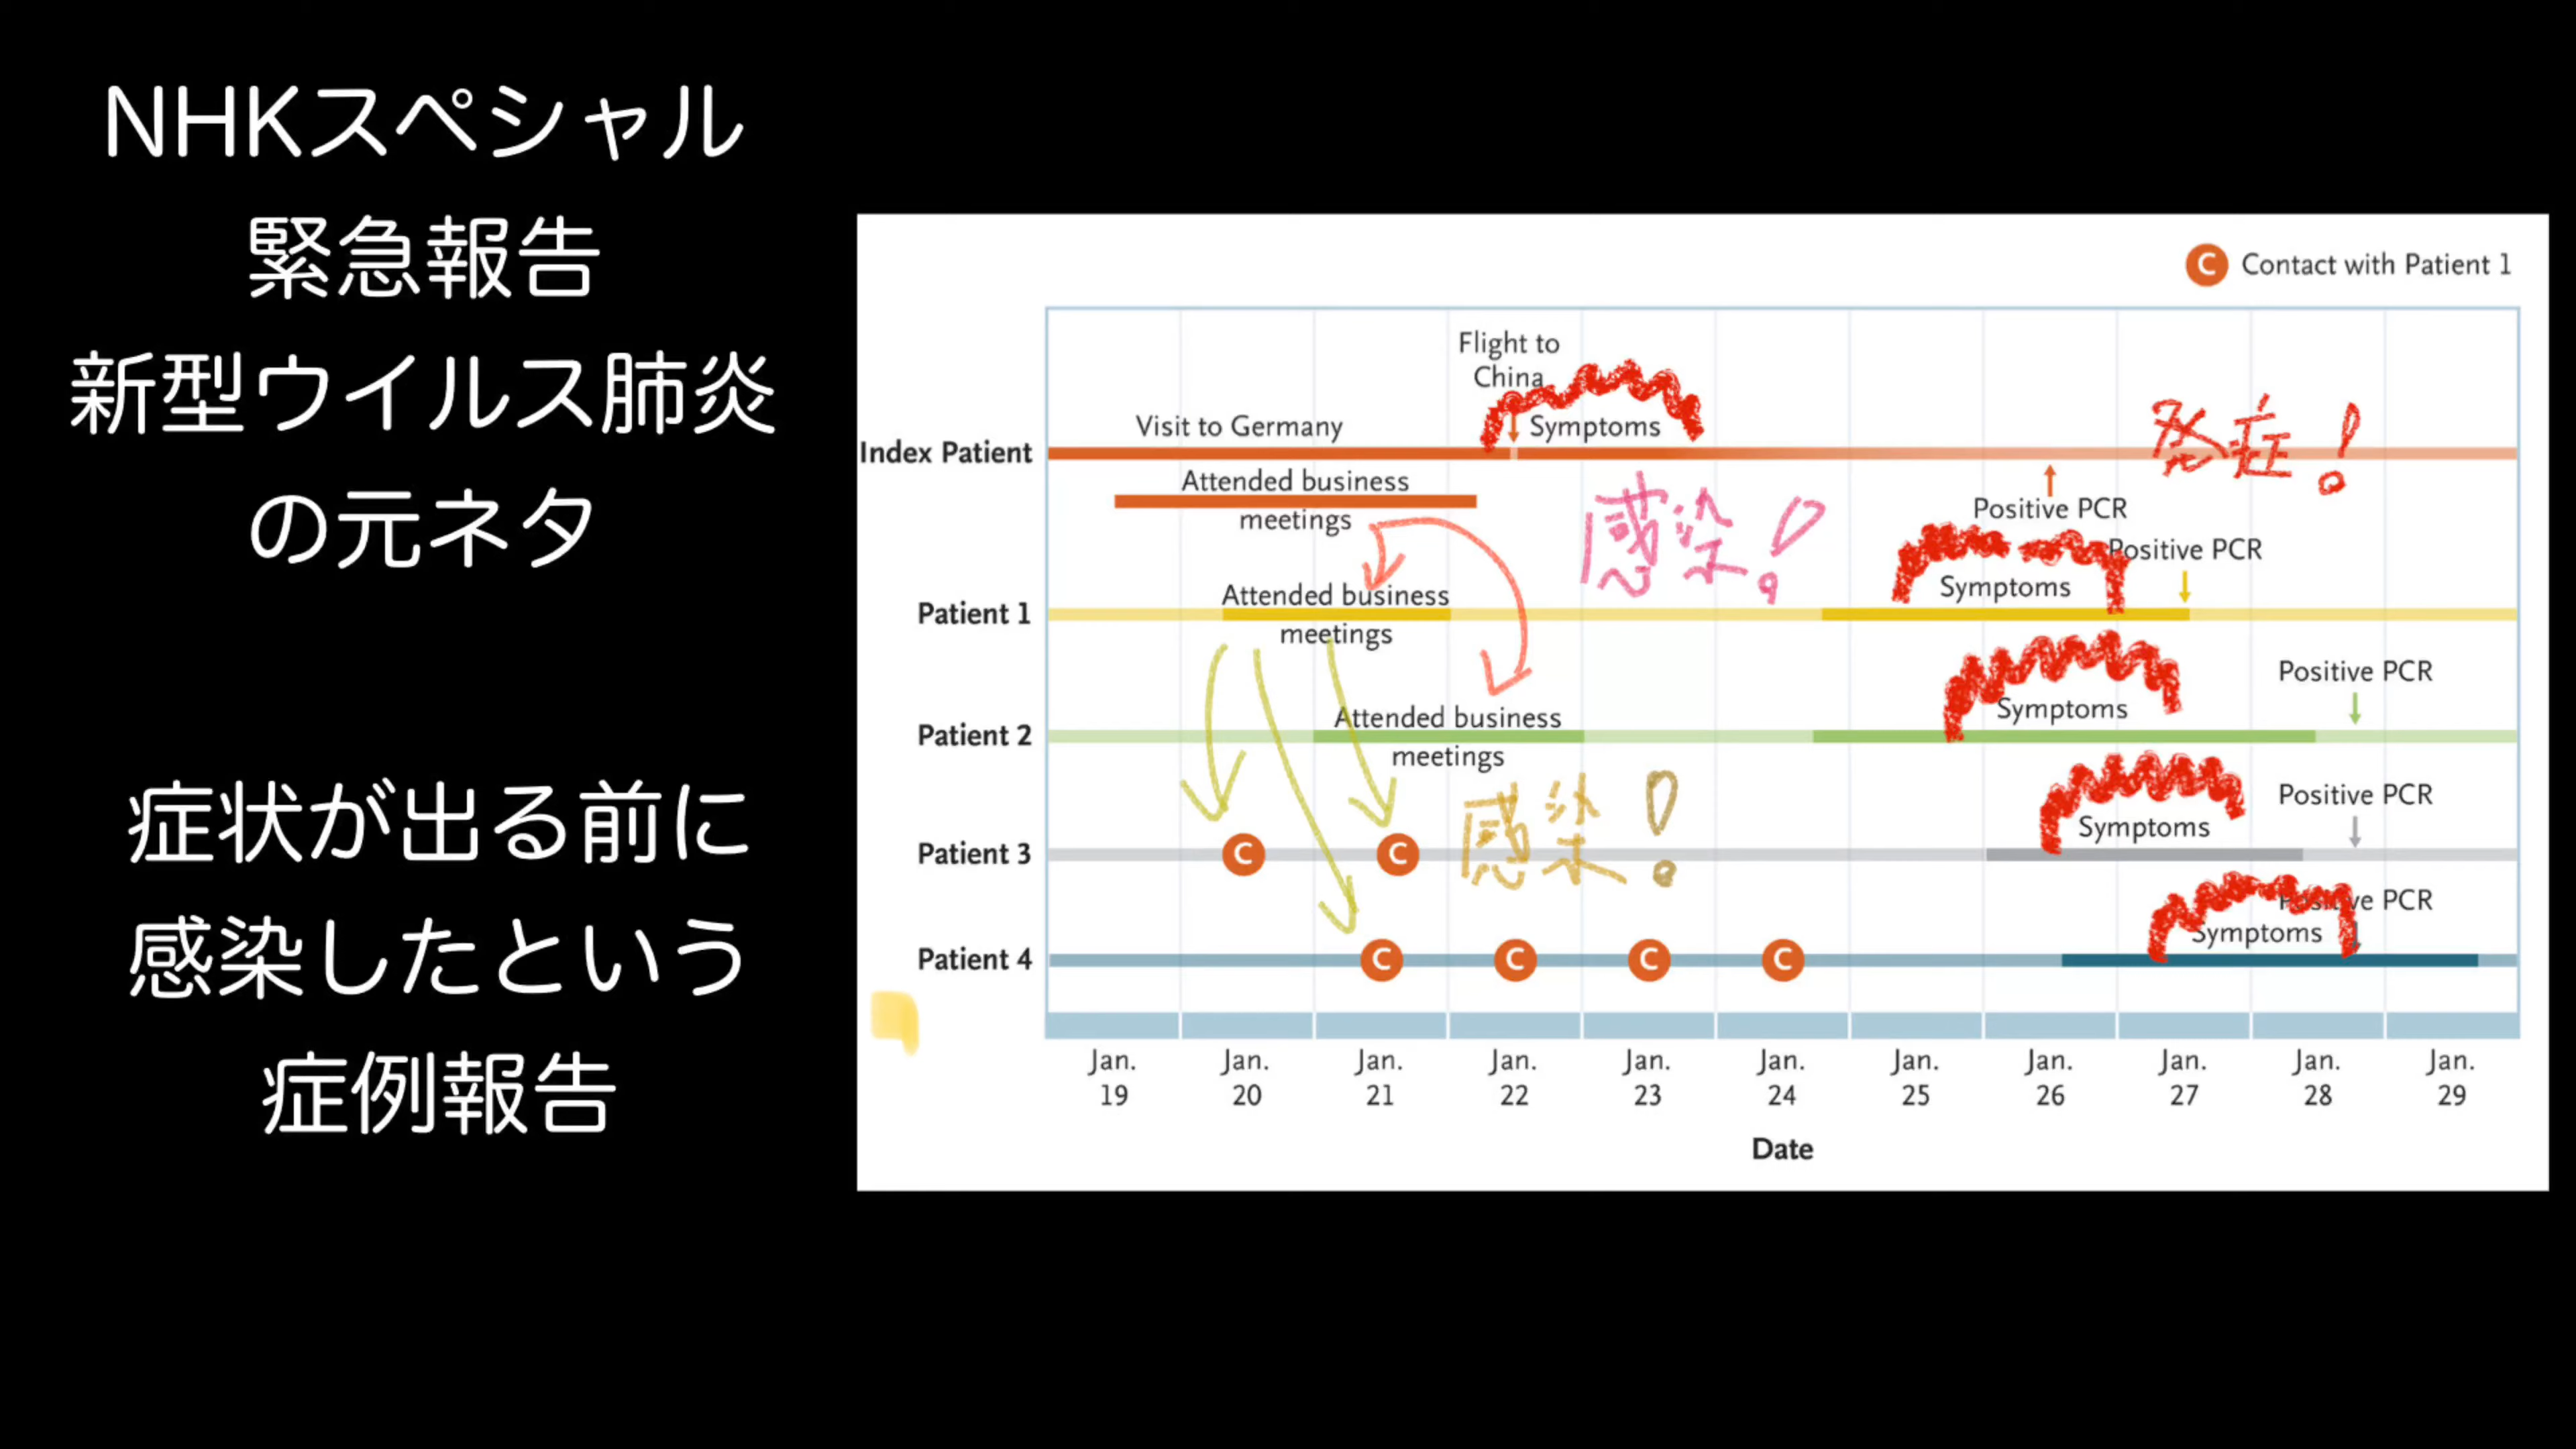 NHKスペシャル
緊急報告
新型ウイルス肺炎
の元ネタ
症状が出る前に
感染したという
症例報告
C Contact with Patient 1
Flight to
China
Visit to Germany
Symptoms
Index Patient
発症!
Attended business
meetings
感染!
Positive PCR
Positive PCR
Attended business
Symptoms
Patient 1
meetings
Positive PCR
Attended business
Symptoms
Patient 2
meetings
感染!
Positive PCR
Symptoms
Patient 3
C C
Positive PCR
Symptoms
Patient 4
C C C C
Jan. Jan. Jan. Jan. Jan. Jan. Jan. Jan. Jan. Jan. Jan.
19 20 21 22 23 24 25 26 27 28 29
Date